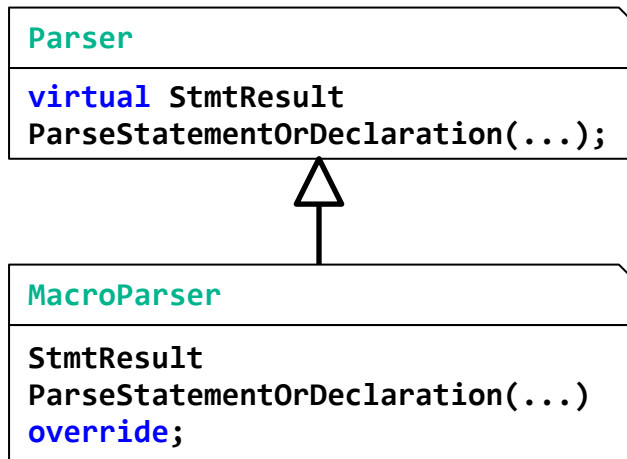 Parser
virtual StmtResult
ParseStatementOrDeclaration(...);
MacroParser
StmtResult
ParseStatementOrDeclaration(...)
override;